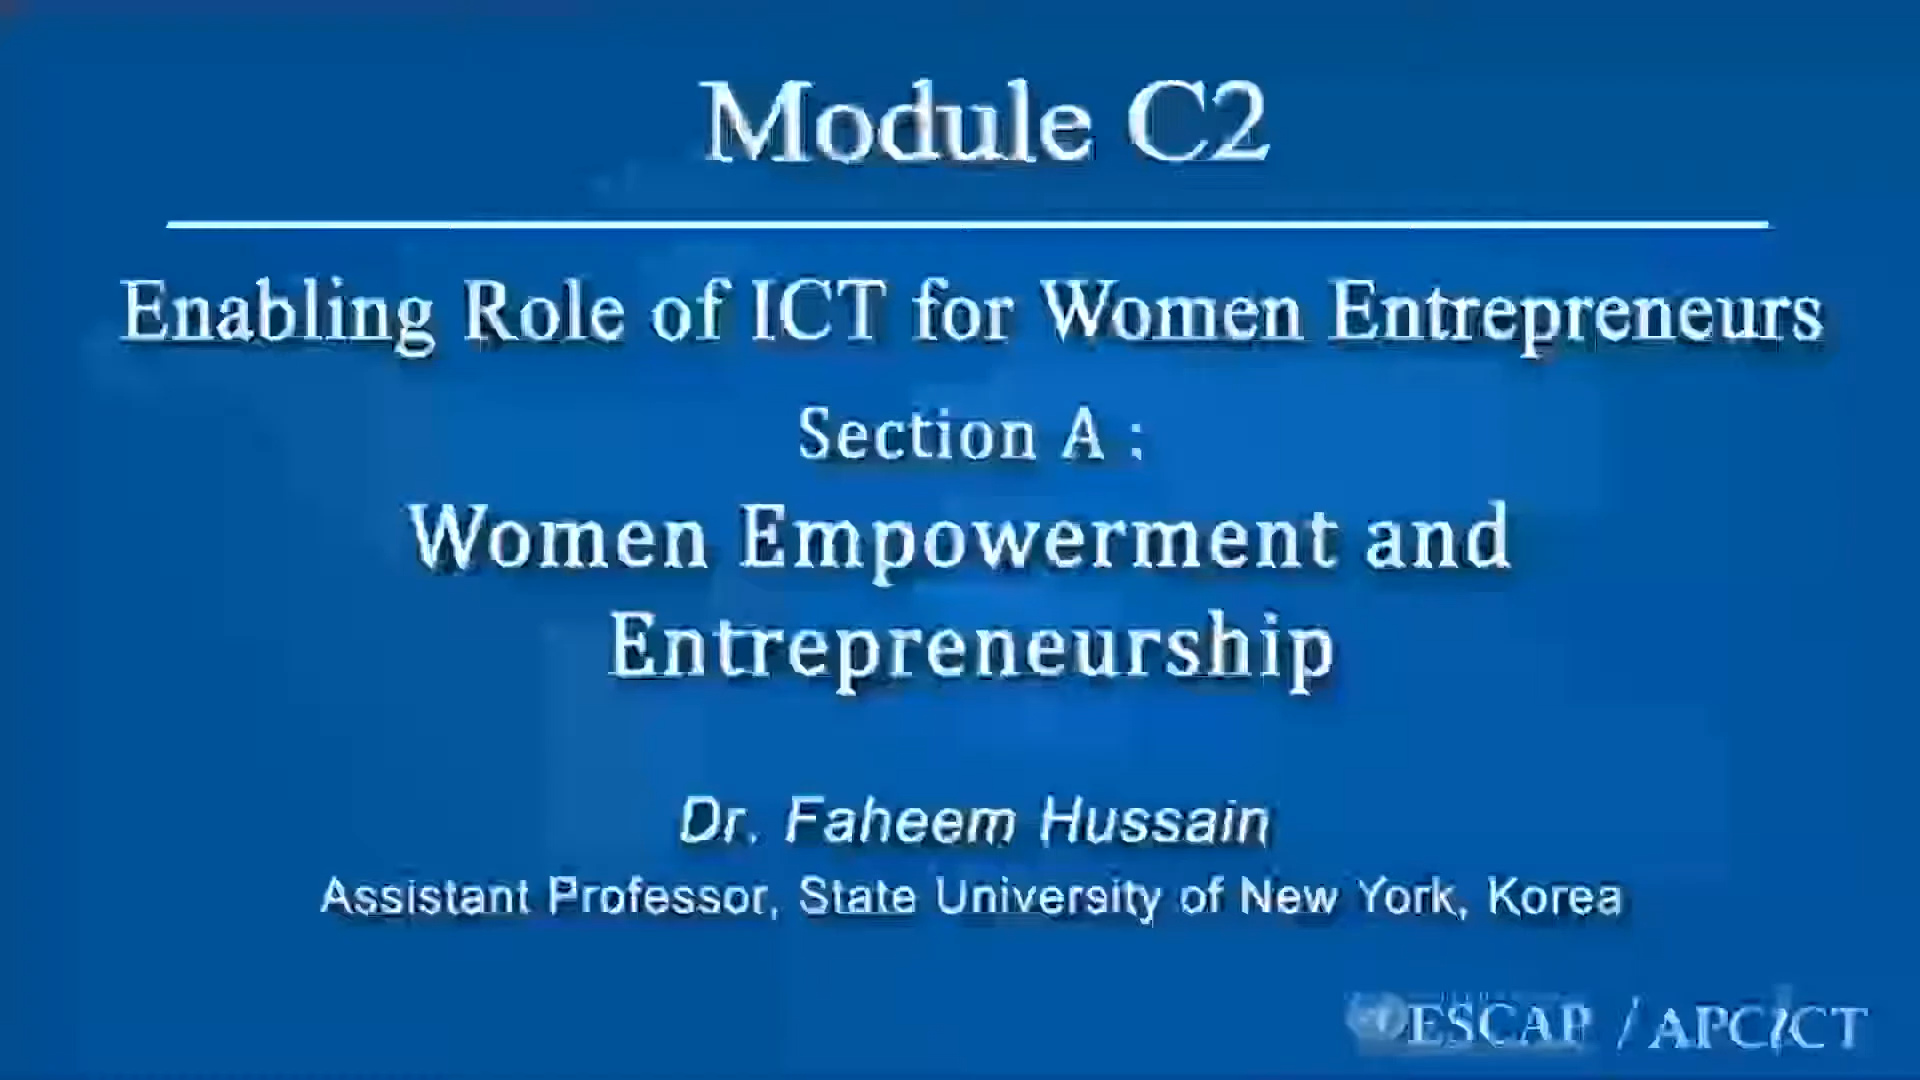 Module C2
Enabling Role of ICT for Women Entrepreneurs
Section A :
Women Empowerment and
Entrepreneurship
Dr. Faheem Hussain
Assistant Professor, State University of New York, Korea
ESCAP / APCICT